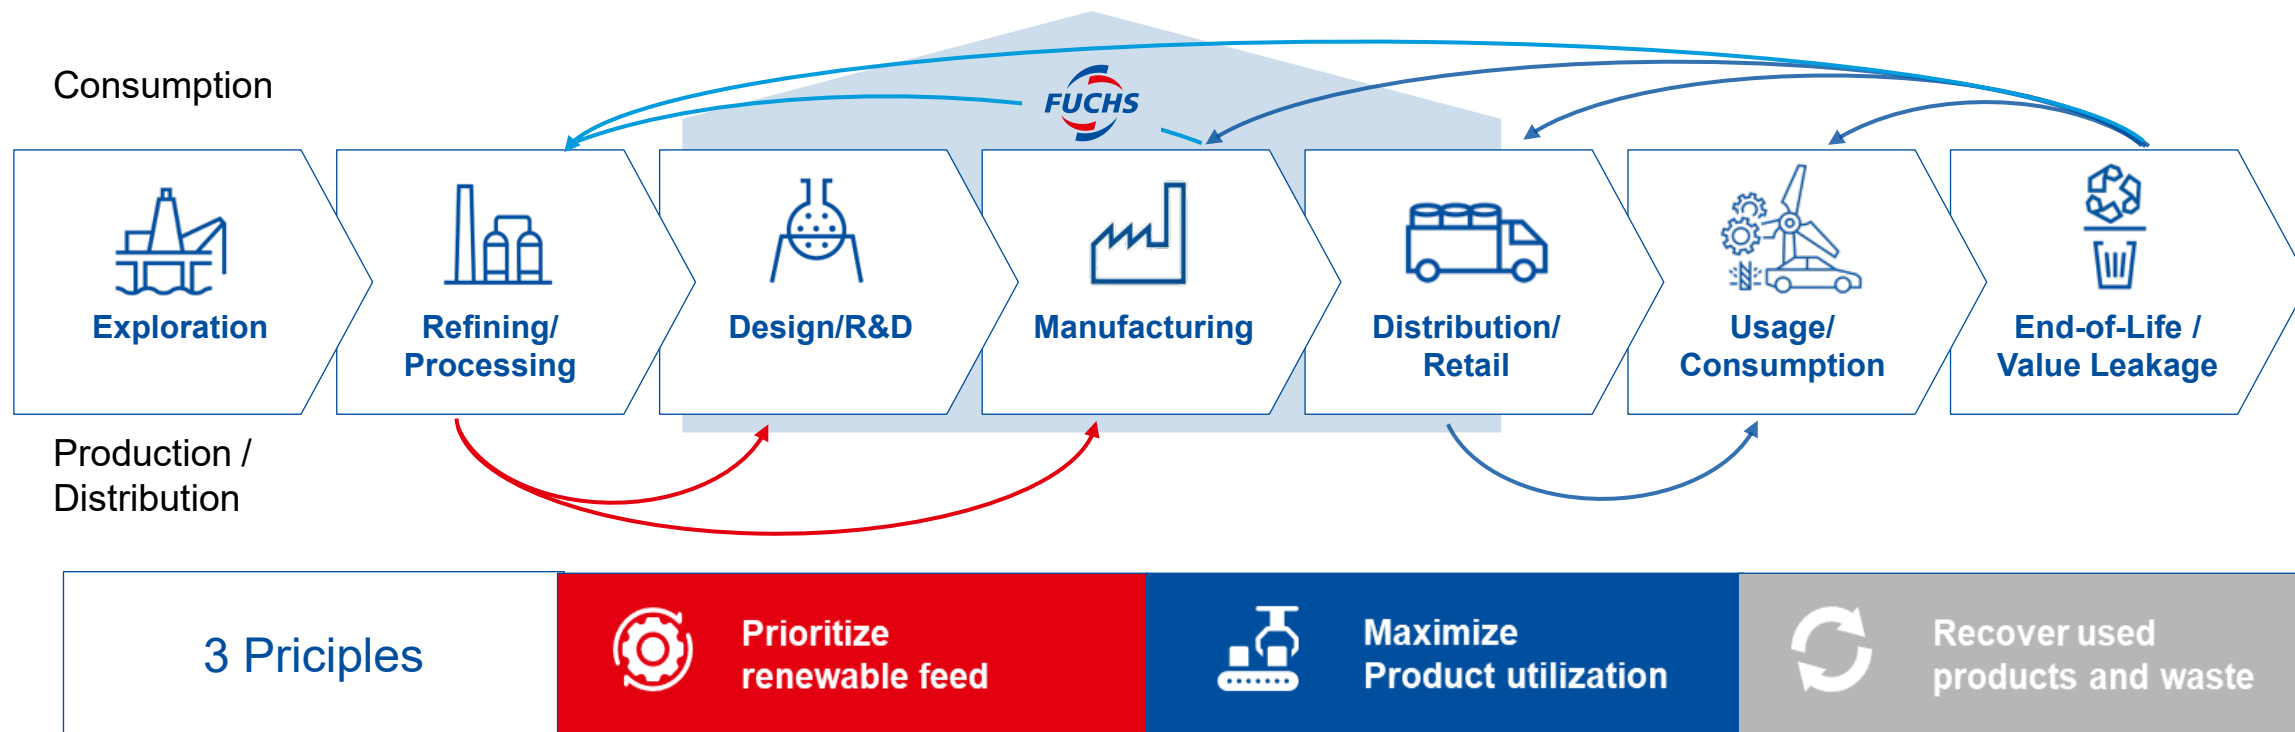 Consumption
FUCHS
Exploration
Refining/
Processing
Design/R&D
Manufacturing
Distribution/
Retail
Usage/
Consumption
End-of-Life /
Value Leakage
Production /
Distribution
3 Priciples
Prioritize
renewable feed
Maximize
Product utilization
Recover used
products and waste